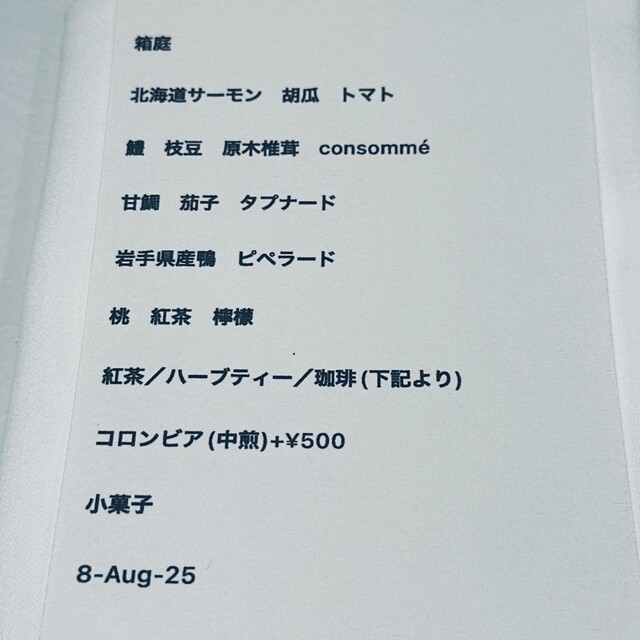 箱庭
北海道サーモン　胡瓜　トマト
鱧　枝豆　原木椎茸　consommé
甘鯛　茄子　タプナード
岩手県産鴨　ピペラード
桃　紅茶　檸檬
紅茶／ハーブティー／珈琲(下記より)
コロンビア(中煎)+¥500
小菓子
8-Aug-25